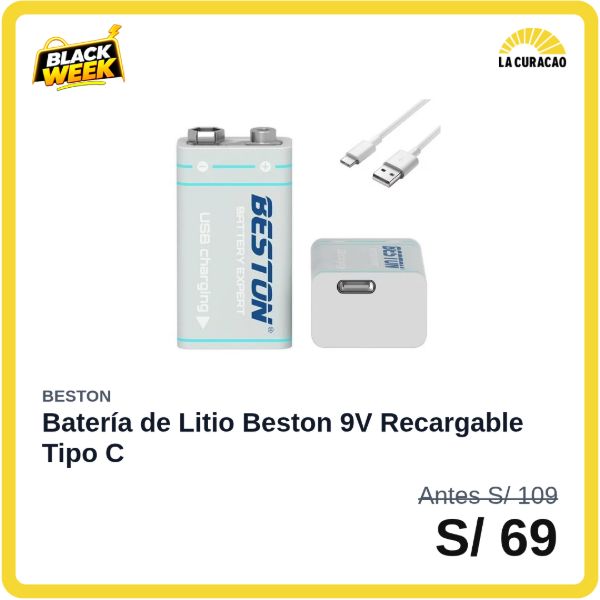 BLACK
WEEK
LA CURACAO
BESTON
BATTERY EXPERT
USB charging
BESTON
BESTON
Batería de Litio Beston 9V Recargable
Tipo C
Antes S/ 109
S/ 69